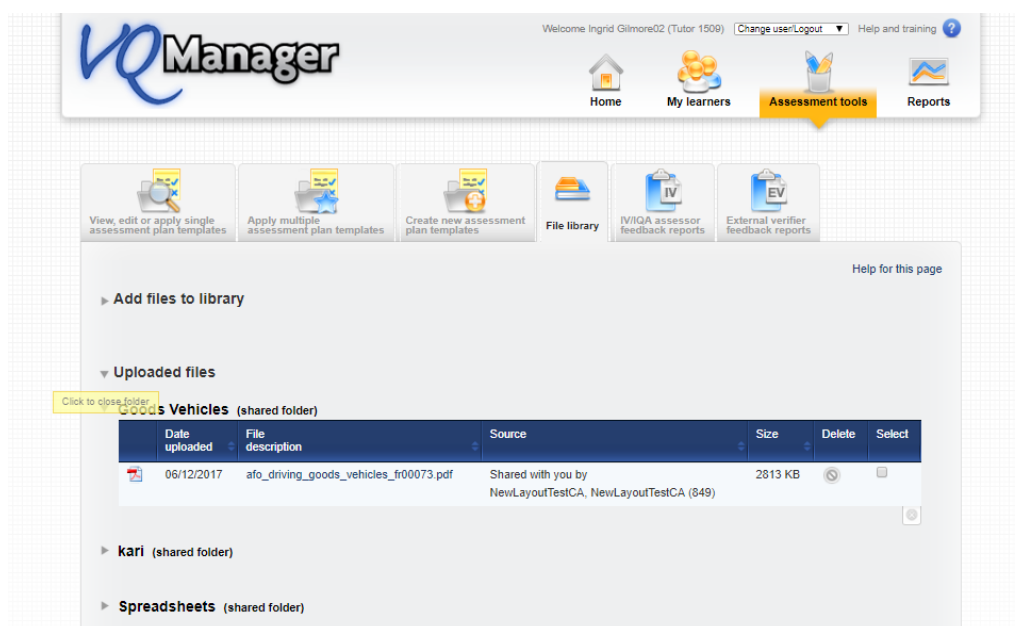 Welcome Ingrid Gilmore02 (Tutor 1509) Change user/Logout ▼ Help and training ?
VQManager
Home My learners Assessment tools Reports
View, edit or apply single
assessment plan templates
Apply multiple
assessment plan templates
Create new assessment
plan templates
File library
IV
IV/IQA assessor
feedback reports
EV
External verifier
feedback reports
Help for this page
Add files to library
Uploaded files
Click to close folder
Goods Vehicles (shared folder)
Date
uploaded
File
description
Source
Size
Delete
Select
06/12/2017 afo_driving_goods_vehicles_fr00073.pdf Shared with you by 2813 KB
NewLayoutTestCA, NewLayoutTestCA (849)
kari (shared folder)
Spreadsheets (shared folder)